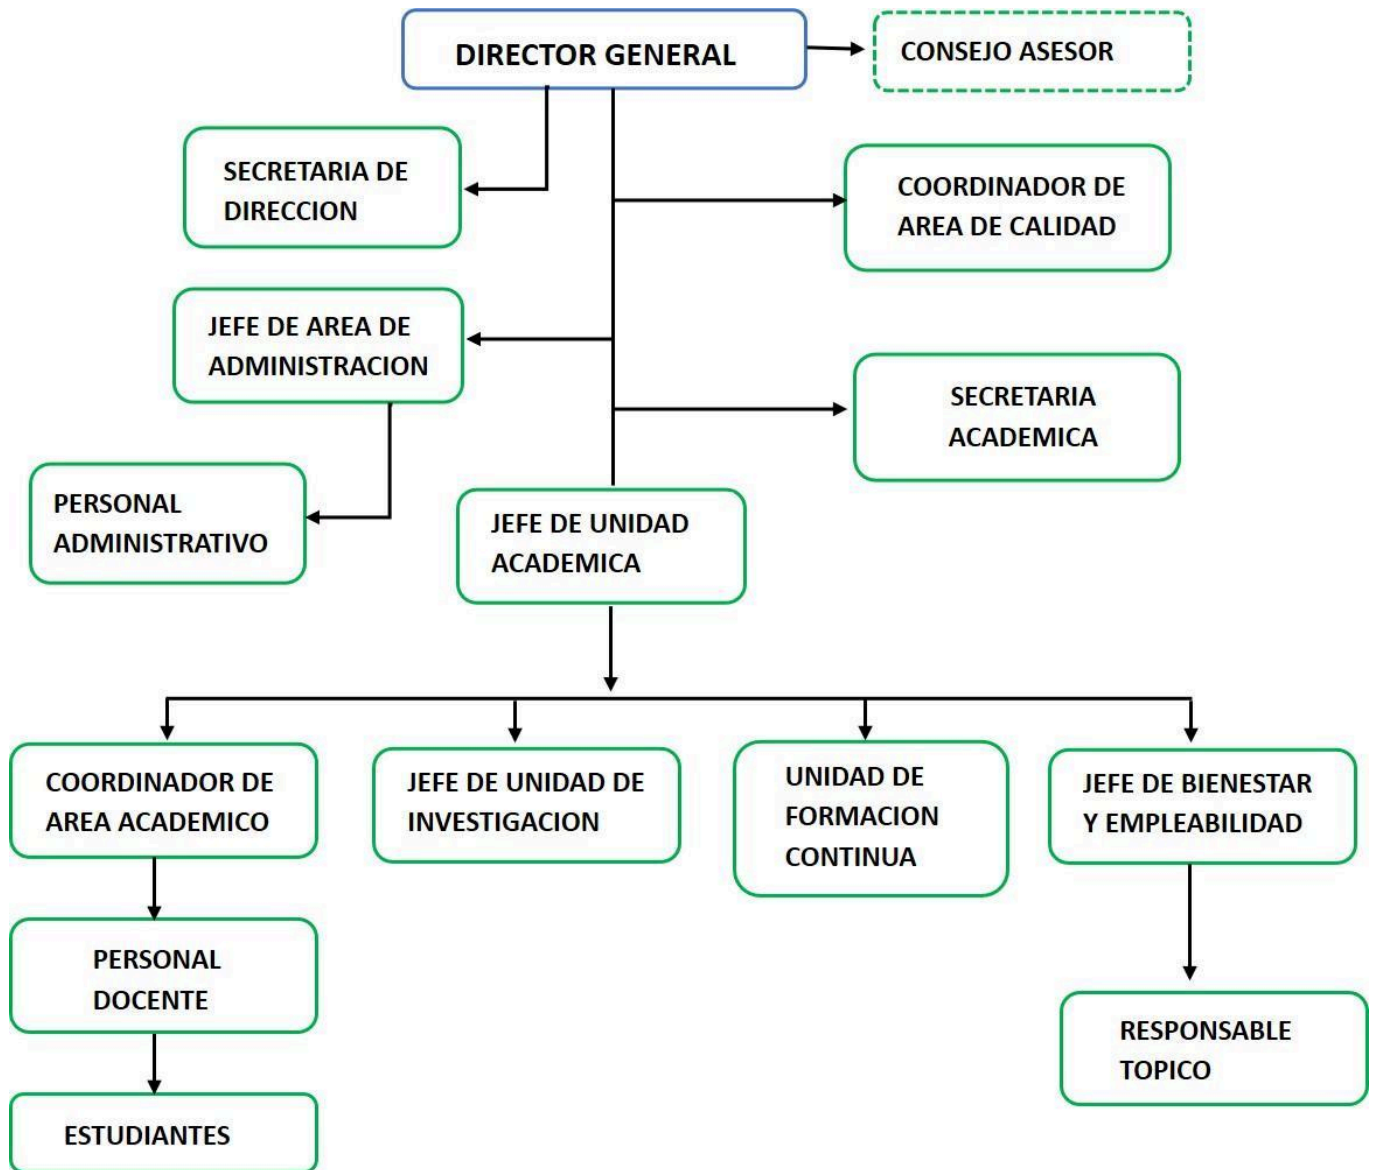 DIRECTOR GENERAL
CONSEJO ASESOR
SECRETARIA DE
DIRECCION
COORDINADOR DE
AREA DE CALIDAD
JEFE DE AREA DE
ADMINISTRACION
SECRETARIA
ACADEMICA
PERSONAL
ADMINISTRATIVO
JEFE DE UNIDAD
ACADEMICA
COORDINADOR DE
AREA ACADEMICO
JEFE DE UNIDAD DE
INVESTIGACION
UNIDAD DE
FORMACION
CONTINUA
JEFE DE BIENESTAR
Y EMPLEABILIDAD
PERSONAL
DOCENTE
RESPONSABLE
TOPICO
ESTUDIANTES